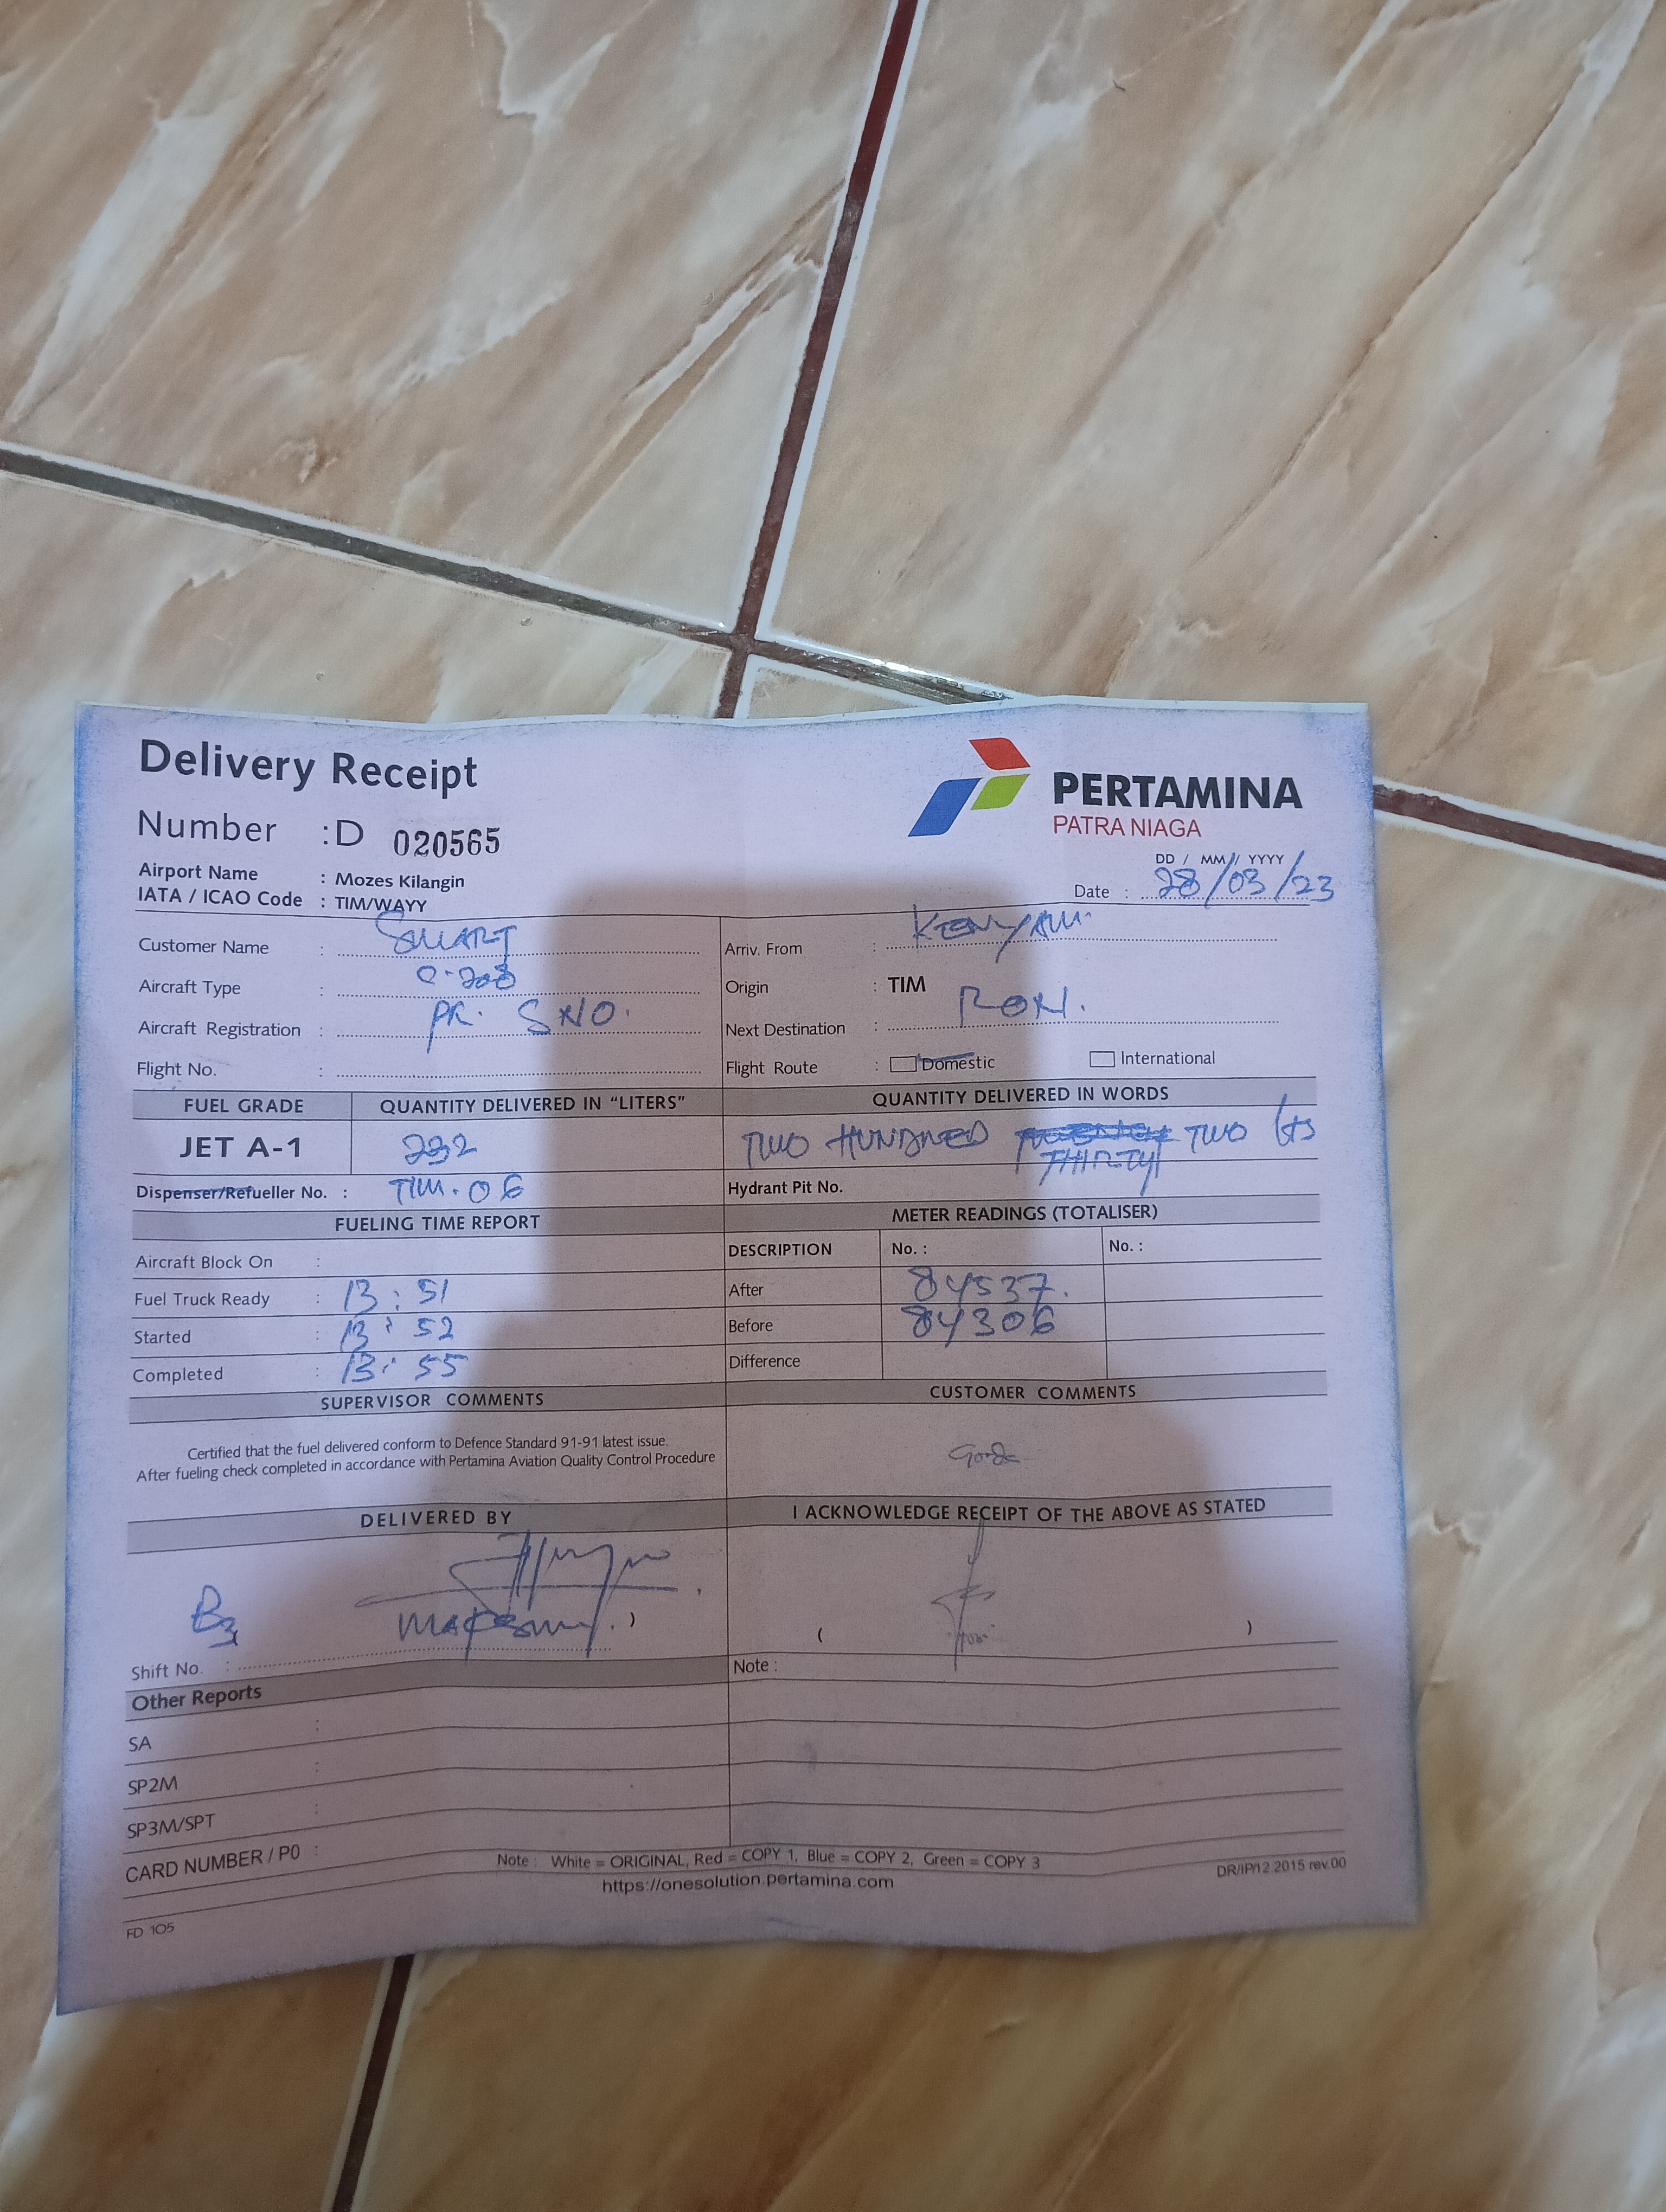 Delivery Receipt
PERTAMINA
PATRA NIAGA
Number : D 020565
DD / MM / YYYY
Airport Name : Mozes Kilangin
Date : 28/03/23
IATA / ICAO Code : TIM/WAYY
Customer Name : SMART
Arriv. From :
Aircraft Type : C-208
Origin : TIM
Aircraft Registration : PK. SNO.
Next Destination : RON.
Flight No. :
Flight Route : Domestic International
FUEL GRADE QUANTITY DELIVERED IN “LITERS” QUANTITY DELIVERED IN WORDS
JET A-1 232 TWO HUNDRED THIRTY TWO Lts
Dispenser/Refueller No. : TIM. 06 Hydrant Pit No.
FUELING TIME REPORT METER READINGS (TOTALISER)
Aircraft Block On : DESCRIPTION No. : No. :
Fuel Truck Ready : 13:51 After 84537.
Started : 13:52 Before 84306
Completed : 13:55 Difference
SUPERVISOR COMMENTS CUSTOMER COMMENTS
Certified that the fuel delivered conform to Defence Standard 91-91 latest issue.
After fueling check completed in accordance with Pertamina Aviation Quality Control Procedure
DELIVERED BY I ACKNOWLEDGE RECEIPT OF THE ABOVE AS STATED
) ( )
Shift No. : Note :
Other Reports
SA :
SP2M :
SP3M/SPT :
CARD NUMBER / P0 :
Note : White = ORIGINAL, Red = COPY 1, Blue = COPY 2, Green = COPY 3
DR/IP/12.2015 rev.00
https://onesolution.pertamina.com
FD 105